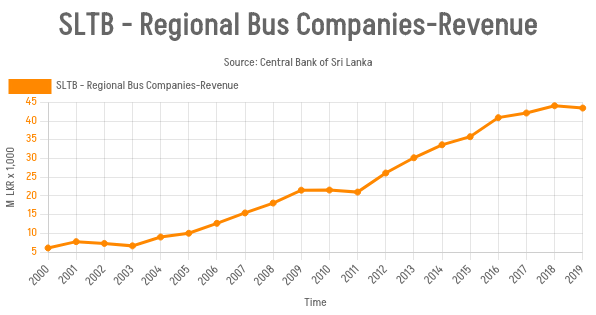 SLTB - Regional Bus Companies-Revenue
Source: Central Bank of Sri Lanka
SLTB - Regional Bus Companies-Revenue
M LKR x 1,000
45
40
35
30
25
20
15
10
5
2000 2001 2002 2003 2004 2005 2006 2007 2008 2009 2010 2011 2012 2013 2014 2015 2016 2017 2018 2019
Time